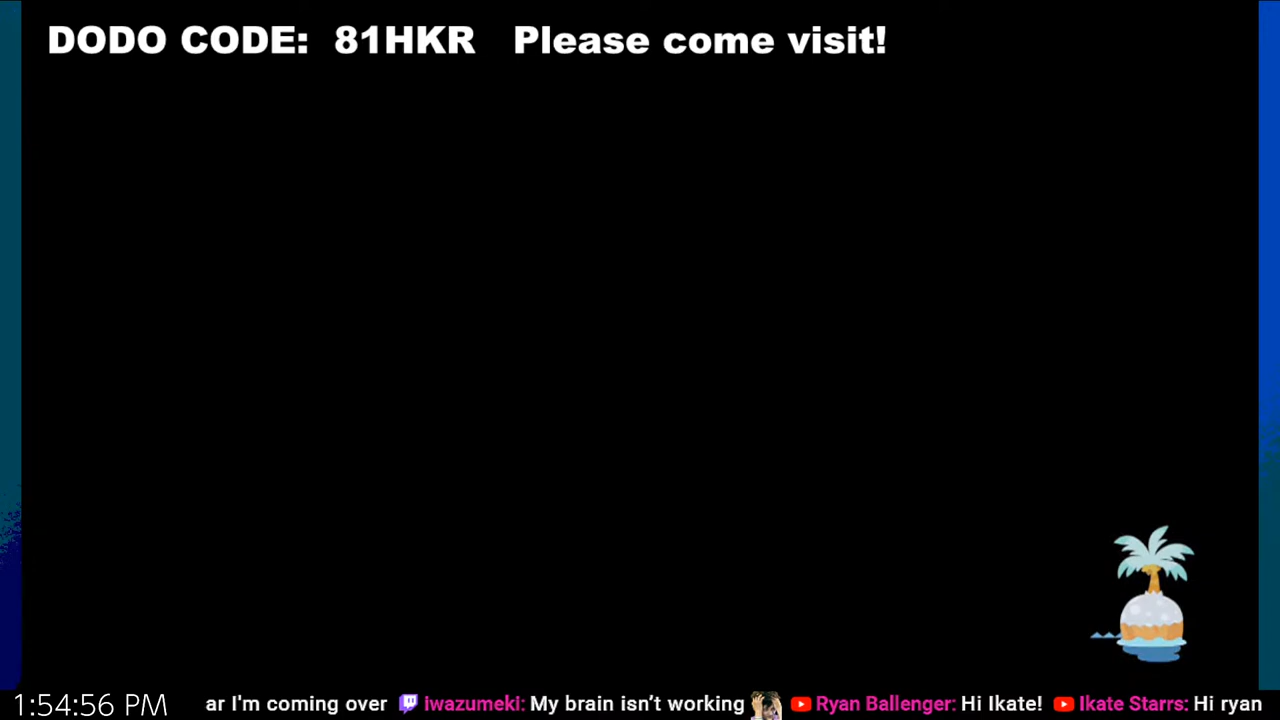 DODO CODE: 81HKR Please come visit!
1:54:56 PM ar I'm coming over iwazumeki: My brain isn’t working Ryan Ballenger: Hi Ikate! Ikate Starrs: Hi ryan